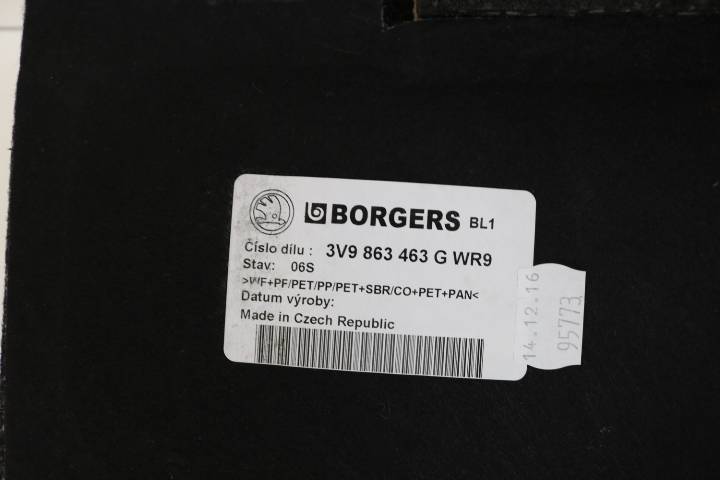 BORGERS BL1
Číslo dílu : 3V9 863 463 G WR9
Stav: 06S
>WF+PF/PET/PP/PET+SBR/CO+PET+PAN<
Datum výroby:
Made in Czech Republic
14.12.16
95773